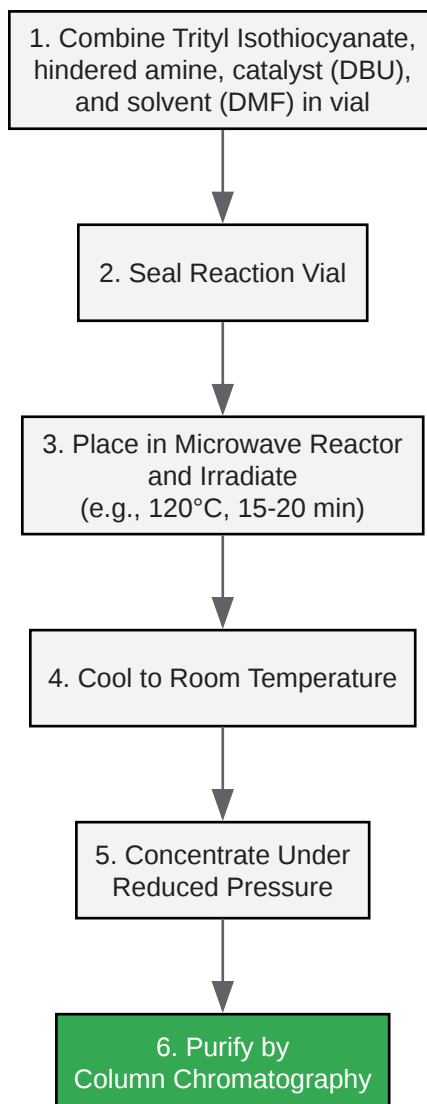 1. Combine Trityl Isothiocyanate,
hindered amine, catalyst (DBU),
and solvent (DMF) in vial
2. Seal Reaction Vial
3. Place in Microwave Reactor
and Irradiate
(e.g., 120°C, 15-20 min)
4. Cool to Room Temperature
5. Concentrate Under
Reduced Pressure
6. Purify by
Column Chromatography